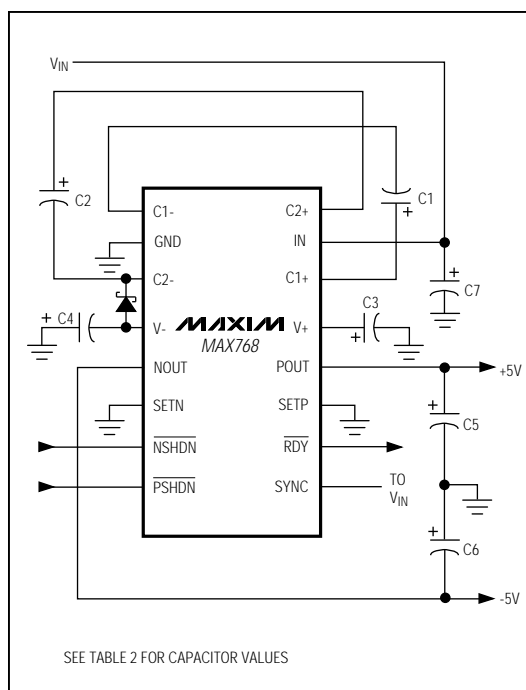 VIN
+
C2
C1
+
C1-
C2+
GND
IN
C2-
C1+
+
C7
+
C4
V-
MAXIM
MAX768
V+
+
C3
NOUT
POUT
+5V
SETN
SETP
+
C5
NSHDN
RDY
PSHDN
SYNC
TO
VIN
+
C6
-5V
SEE TABLE 2 FOR CAPACITOR VALUES